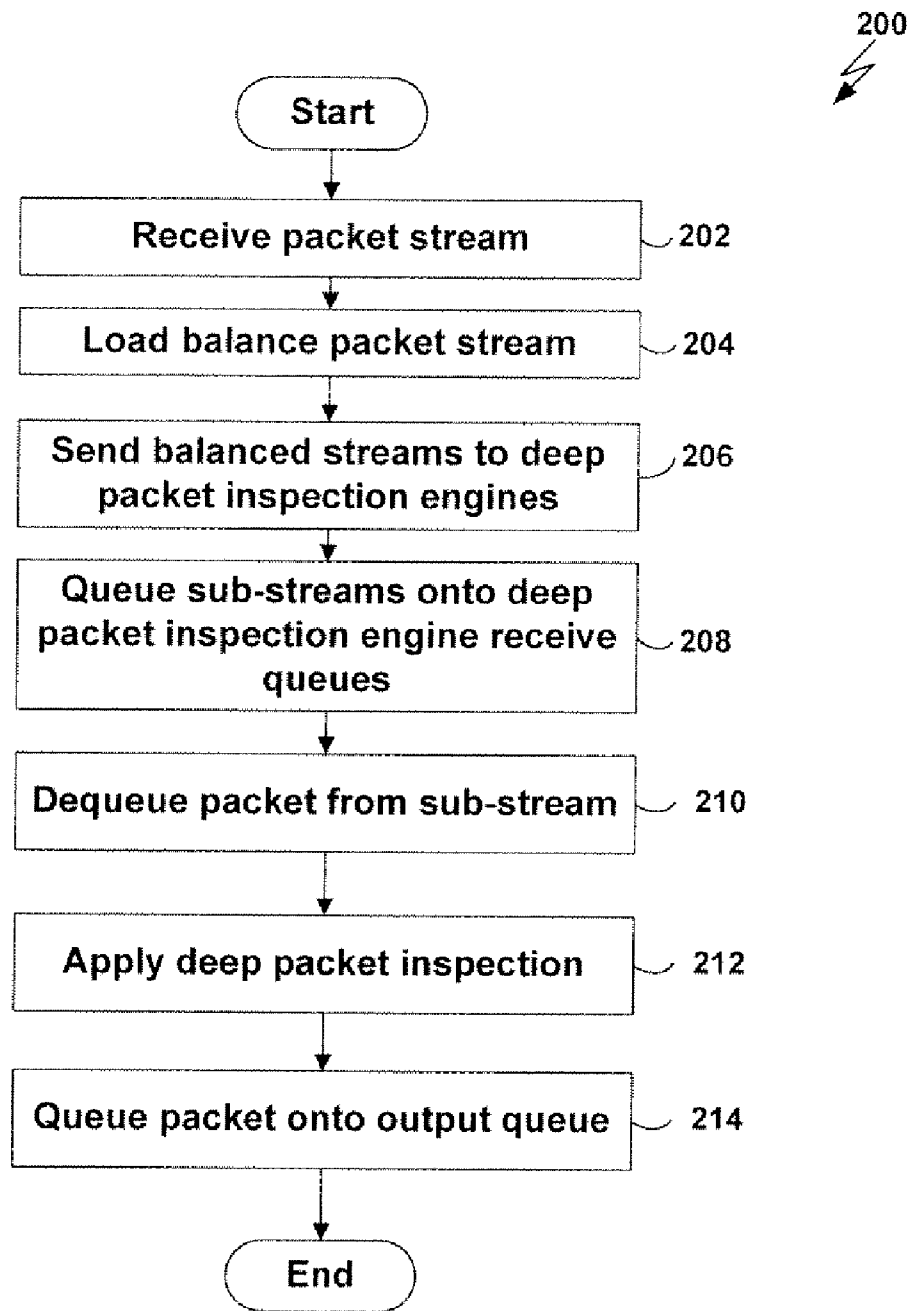 200
Start
Receive packet stream
202
Load balance packet stream
204
Send balanced streams to deep
packet inspection engines
206
Queue sub-streams onto deep
packet inspection engine receive
queues
208
Dequeue packet from sub-stream
210
Apply deep packet inspection
212
Queue packet onto output queue
214
End